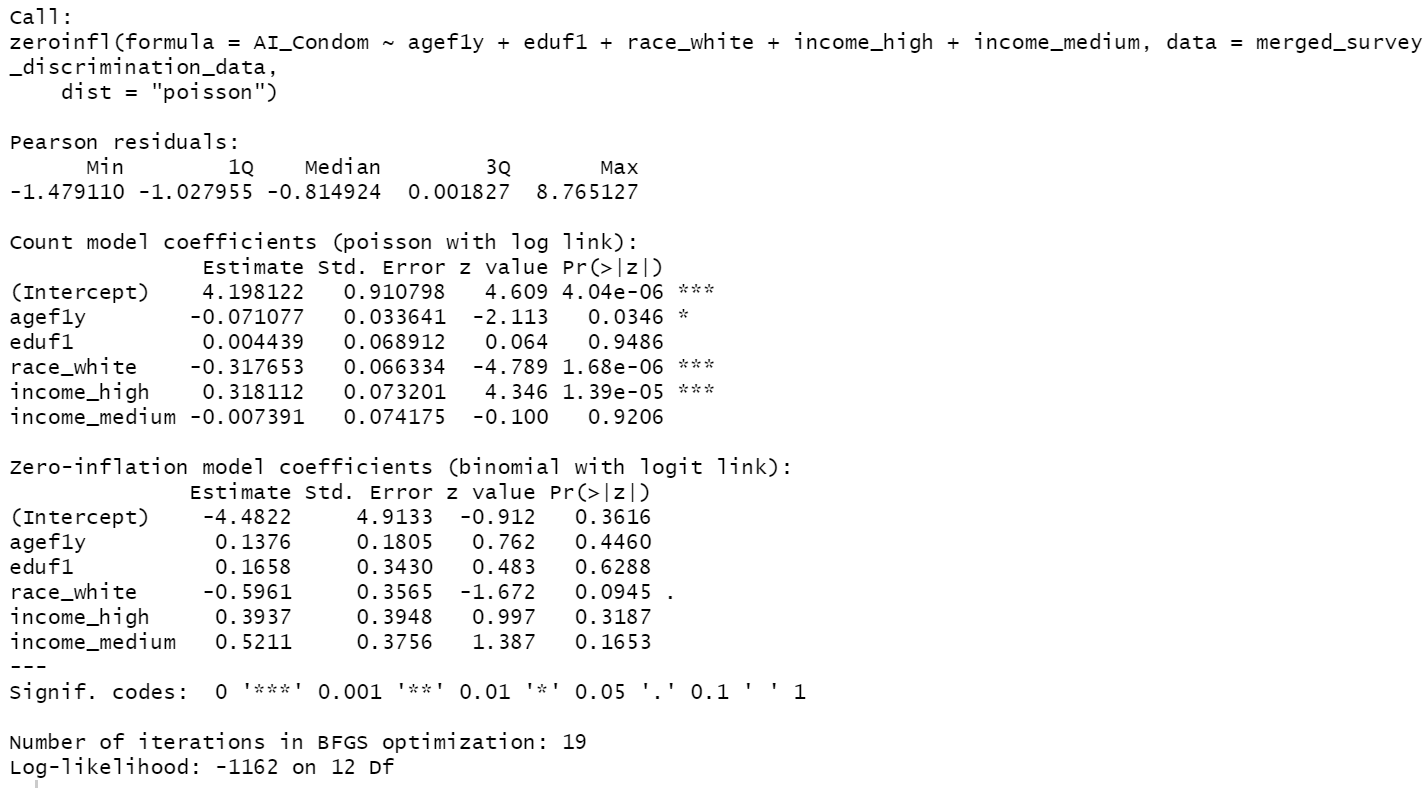 Call:
zeroinfl(formula = AI_Condom ~ agef1y + eduf1 + race_white + income_high + income_medium, data = merged_survey
_discrimination_data,
    dist = "poisson")

Pearson residuals:
      Min        1Q    Median        3Q       Max
-1.479110 -1.027955 -0.814924  0.001827  8.765127

Count model coefficients (poisson with log link):
               Estimate Std. Error z value Pr(>|z|)
(Intercept)    4.198122   0.910798   4.609 4.04e-06 ***
agef1y        -0.071077   0.033641  -2.113   0.0346 *
eduf1          0.004439   0.068912   0.064   0.9486
race_white    -0.317653   0.066334  -4.789 1.68e-06 ***
income_high    0.318112   0.073201   4.346 1.39e-05 ***
income_medium -0.007391   0.074175  -0.100   0.9206

Zero-inflation model coefficients (binomial with logit link):
              Estimate Std. Error z value Pr(>|z|)
(Intercept)    -4.4822     4.9133  -0.912   0.3616
agef1y          0.1376     0.1805   0.762   0.4460
eduf1           0.1658     0.3430   0.483   0.6288
race_white     -0.5961     0.3565  -1.672   0.0945 .
income_high     0.3937     0.3948   0.997   0.3187
income_medium   0.5211     0.3756   1.387   0.1653
---
Signif. codes:  0 '***' 0.001 '**' 0.01 '*' 0.05 '.' 0.1 ' ' 1

Number of iterations in BFGS optimization: 19
Log-likelihood: -1162 on 12 Df